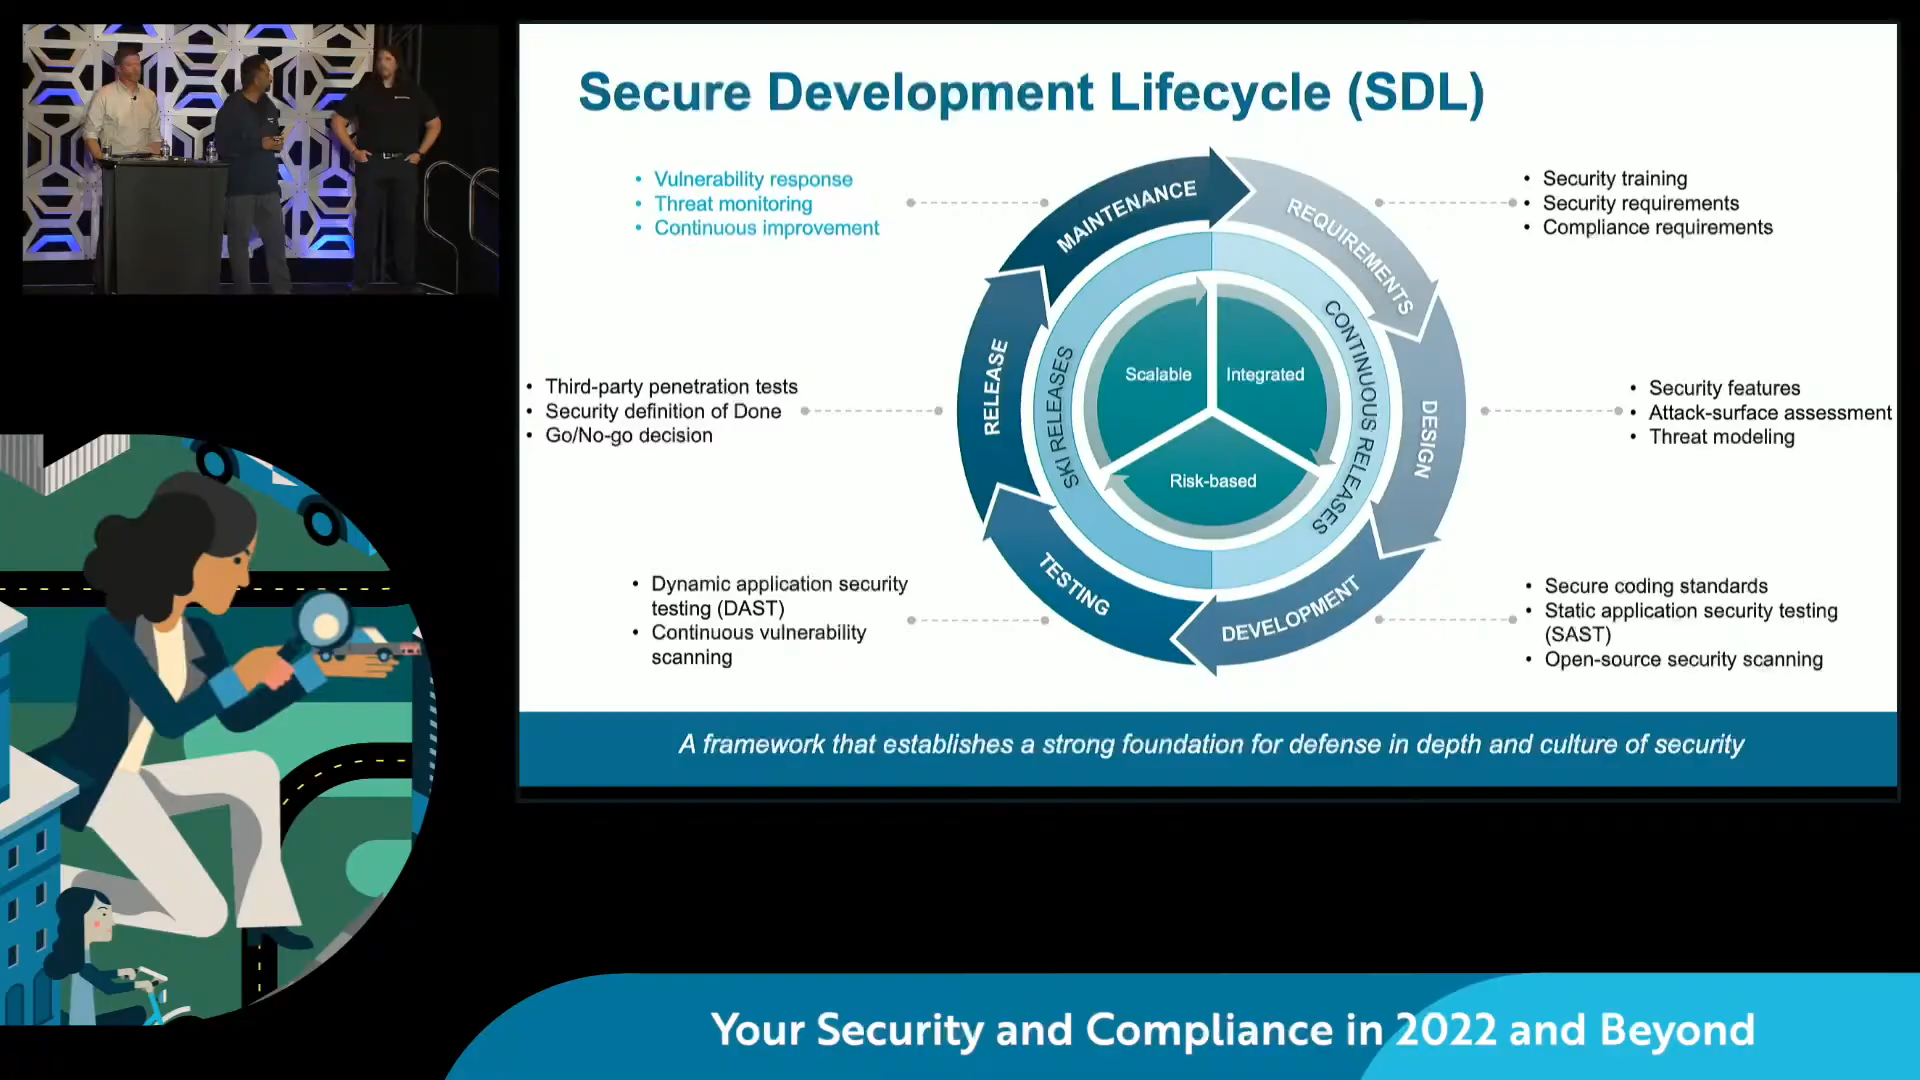 Secure Development Lifecycle (SDL)
• Vulnerability response
• Threat monitoring
• Continuous improvement
• Security training
• Security requirements
• Compliance requirements
MAINTENANCE
REQUIREMENTS
• Third-party penetration tests
• Security definition of Done
• Go/No-go decision
RELEASE
SKI RELEASES
Scalable
Integrated
Risk-based
CONTINUOUS RELEASES
DESIGN
• Security features
• Attack-surface assessment
• Threat modeling
• Dynamic application security
testing (DAST)
• Continuous vulnerability
scanning
TESTING
DEVELOPMENT
• Secure coding standards
• Static application security testing
(SAST)
• Open-source security scanning
A framework that establishes a strong foundation for defense in depth and culture of security
Your Security and Compliance in 2022 and Beyond